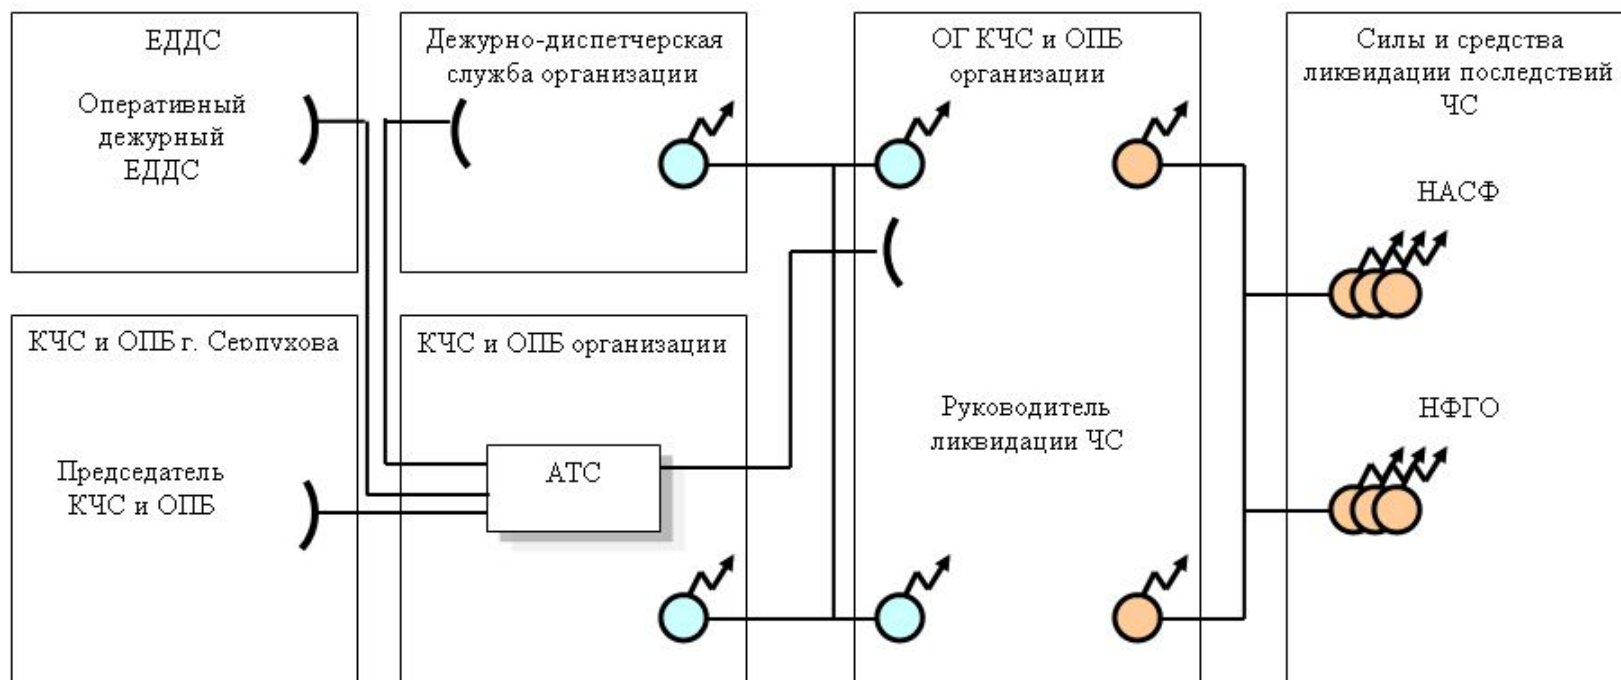 ЕДДС
Оперативный
дежурный
ЕДДС
Дежурно-диспетчерская
служба организации
ОГ КЧС и ОПБ
организации
Силы и средства
ликвидации последствий
ЧС
НАСФ
КЧС и ОПБ г. Серпухова
Председатель
КЧС и ОПБ
КЧС и ОПБ организации
АТС
Руководитель
ликвидации ЧС
НФГО